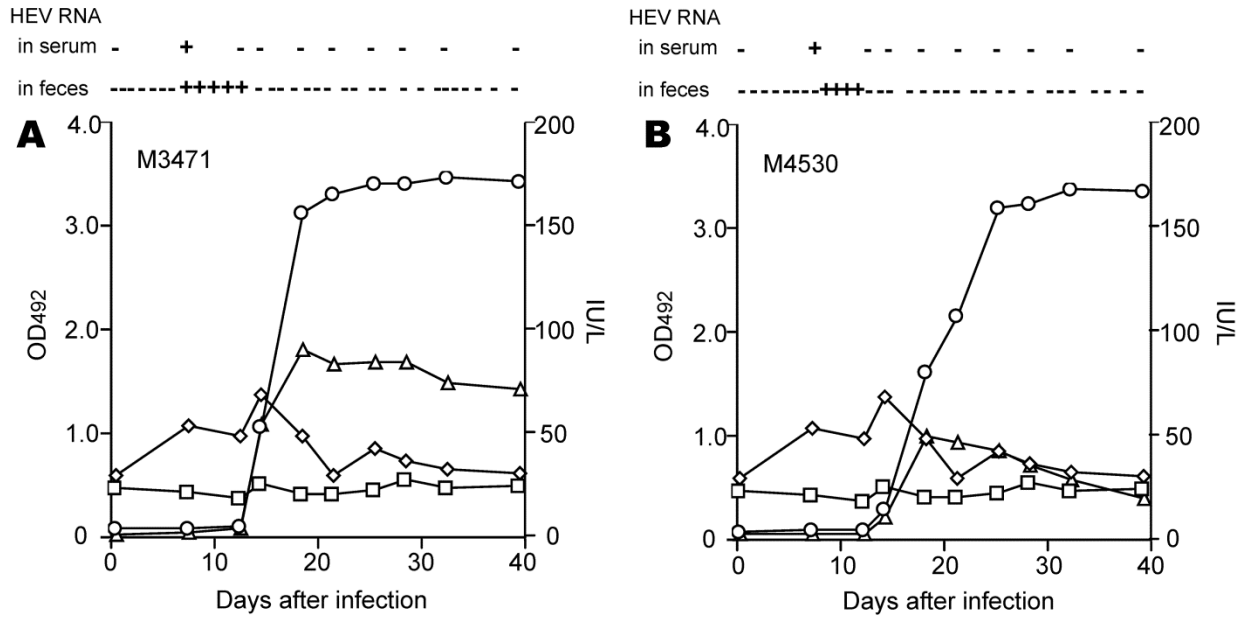 HEV RNA
in serum - + - - - - - - -
in feces ------- +++++ -- --- -- -- -- -- ---- - - -
A
M3471
4.0
3.0
2.0
1.0
0
OD492
200
150
100
50
0
IU/L
0 10 20 30 40
Days after infection
HEV RNA
in serum - + - - - - - - -
in feces -------- ++++ --- --- -- -- -- -- -- - - - -
B
M4530
4.0
3.0
2.0
1.0
0
OD492
200
150
100
50
0
IU/L
0 10 20 30 40
Days after infection